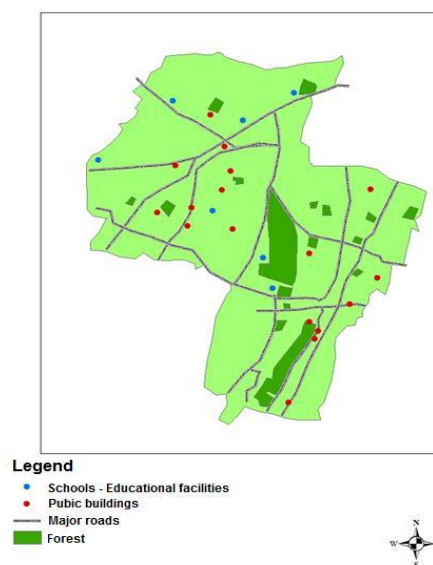 Legend
Schools - Educational facilities
Pubic buildings
Major roads
Forest
N
W E
S